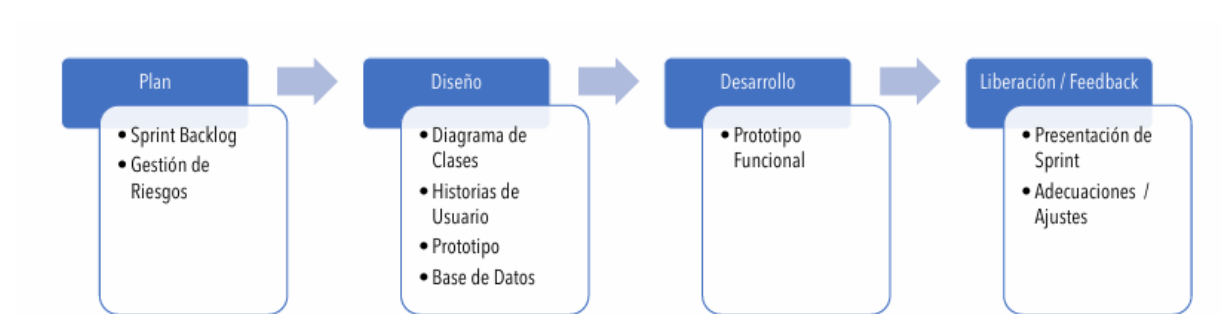 Plan
• Sprint Backlog
• Gestión de
Riesgos
Diseño
• Diagrama de
Clases
• Historias de
Usuario
• Prototipo
• Base de Datos
Desarrollo
• Prototipo
Funcional
Liberación / Feedback
• Presentación de
Sprint
• Adecuaciones /
Ajustes